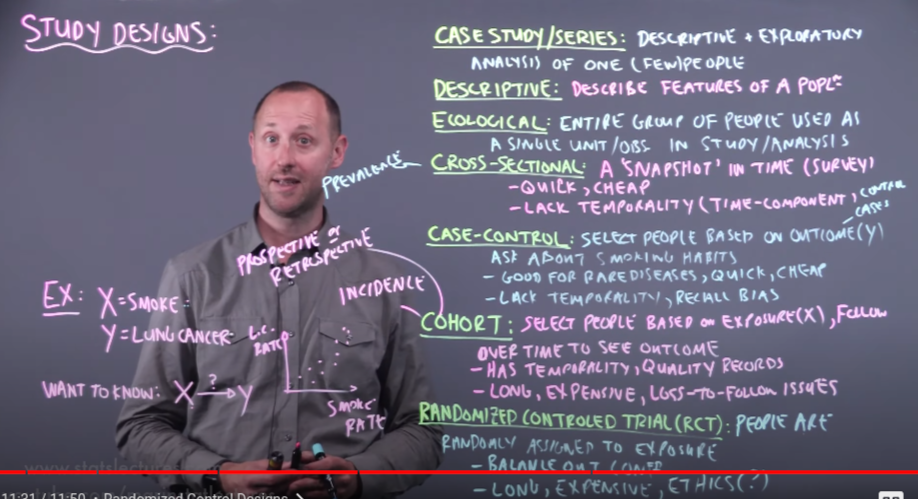 STUDY DESIGNS:
CASE STUDY/SERIES: DESCRIPTIVE + EXPLORATORY
ANALYSIS OF ONE (FEW) PEOPLE
DESCRIPTIVE: DESCRIBE FEATURES OF A POPL
ECOLOGICAL: ENTIRE GROUP OF PEOPLE USED AS
A SINGLE UNIT/OBS IN STUDY/ANALYSIS
PREVALENCE
CROSS-SECTIONAL: A 'SNAPSHOT' IN TIME (SURVEY)
- QUICK, CHEAP
- LACK TEMPORALITY (TIME-COMPONENT)
CONTROL
CASES
CASE-CONTROL: SELECT PEOPLE BASED ON OUTCOME (Y)
ASK ABOUT SMOKING HABITS
- GOOD FOR RARE DISEASES, QUICK, CHEAP
- LACK TEMPORALITY, RECALL BIAS
PROSPECTIVE OR
RETROSPECTIVE
INCIDENCE
COHORT: SELECT PEOPLE BASED ON EXPOSURE (X), FOLLOW
OVER TIME TO SEE OUTCOME
- HAS TEMPORALITY, QUALITY RECORDS
- LONG, EXPENSIVE, LOSS-TO-FOLLOW ISSUES
EX: X=SMOKE
Y=LUNG CANCER
L.C.
RATE
SMOKE
RATE
WANT TO KNOW: X ? → Y
RANDOMIZED CONTROLED TRIAL (RCT): PEOPLE ARE
RANDOMLY ASSIGNED TO EXPOSURE
- BALANCE OUT
- LONG, EXPENSIVE, ETHICS(?)
www.statslectur
11:31 / 11:50 • Randomized Control Designs >